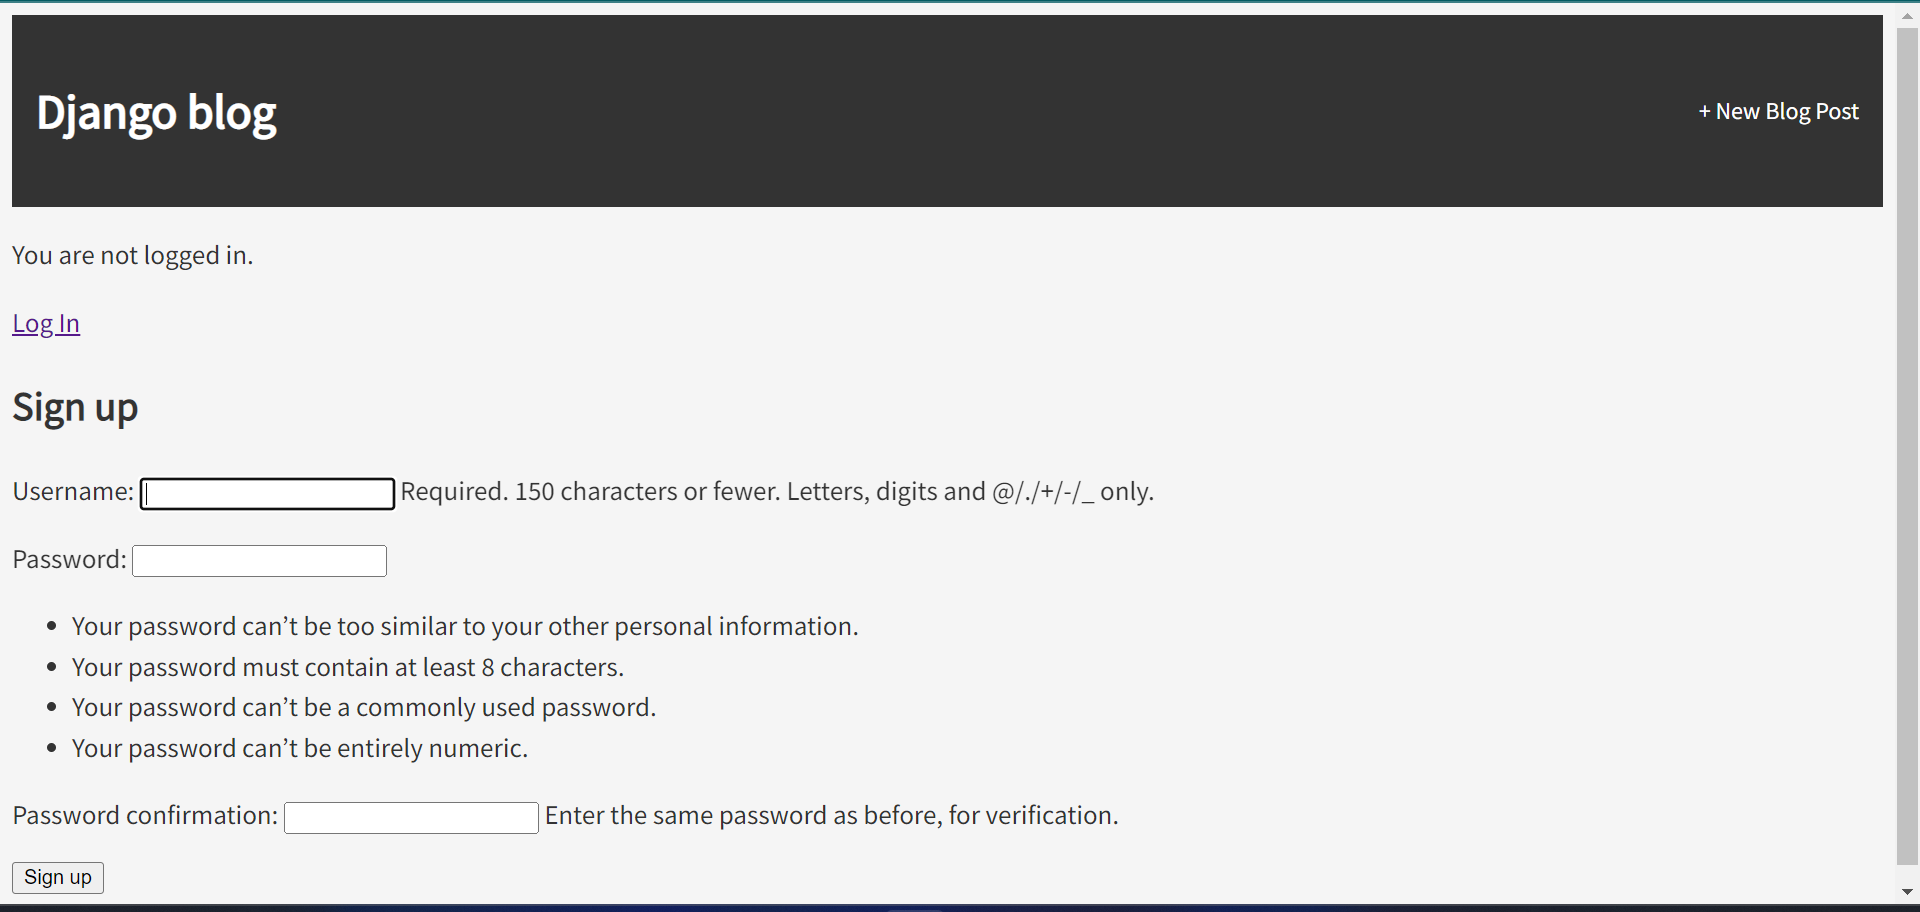 Django blog
+ New Blog Post
You are not logged in.
Log In
Sign up
Username: Required. 150 characters or fewer. Letters, digits and @/./+/-/_ only.
Password:
• Your password can’t be too similar to your other personal information.
• Your password must contain at least 8 characters.
• Your password can’t be a commonly used password.
• Your password can’t be entirely numeric.
Password confirmation: Enter the same password as before, for verification.
Sign up